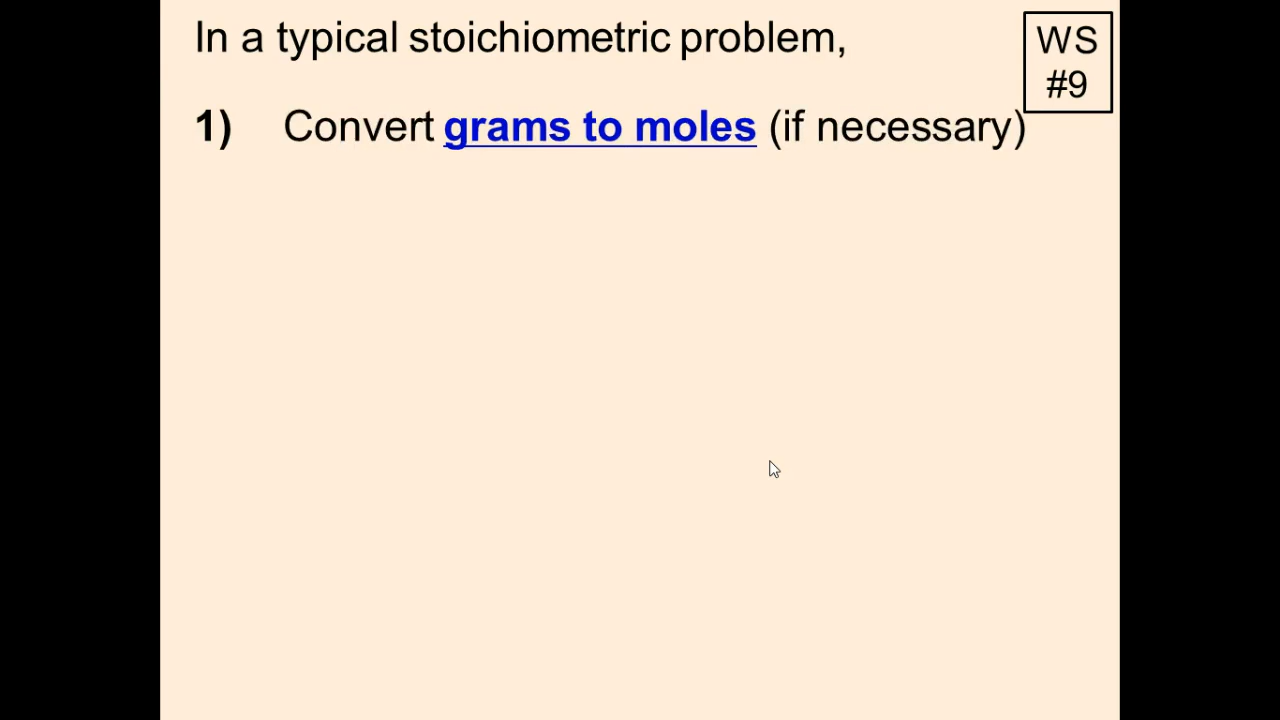 In a typical stoichiometric problem,
WS
#9
1) Convert grams to moles (if necessary)